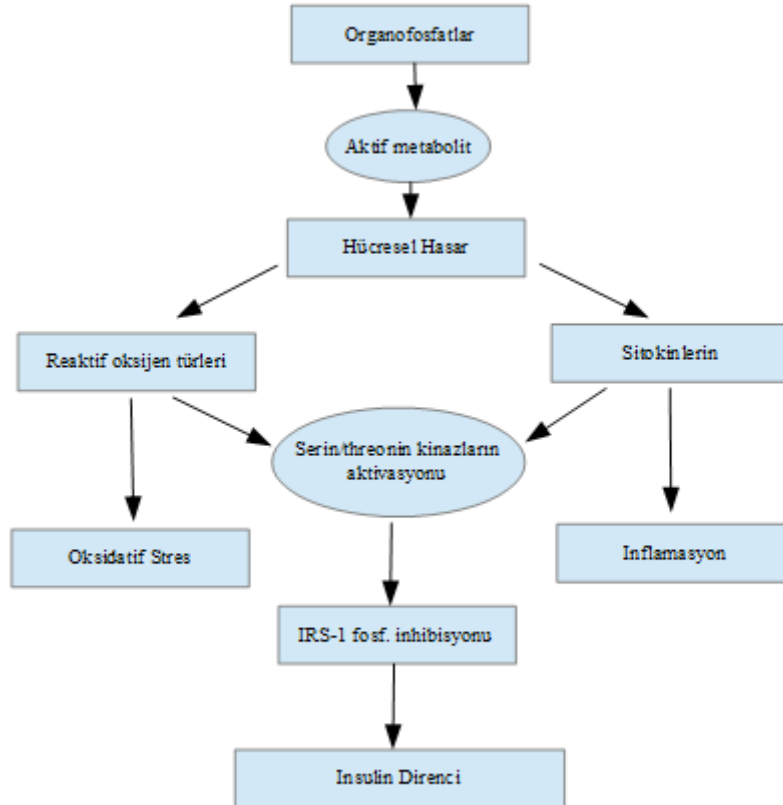 Organofosfatlar
Aktif metabolit
Hücresel Hasar
Reaktif oksijen türleri
Sitokinlerin
Serin/threonin kinazların
aktivasyonu
Oksidatif Stres
Inflamasyon
IRS-1 fosf. inhibisyonu
Insulin Direnci